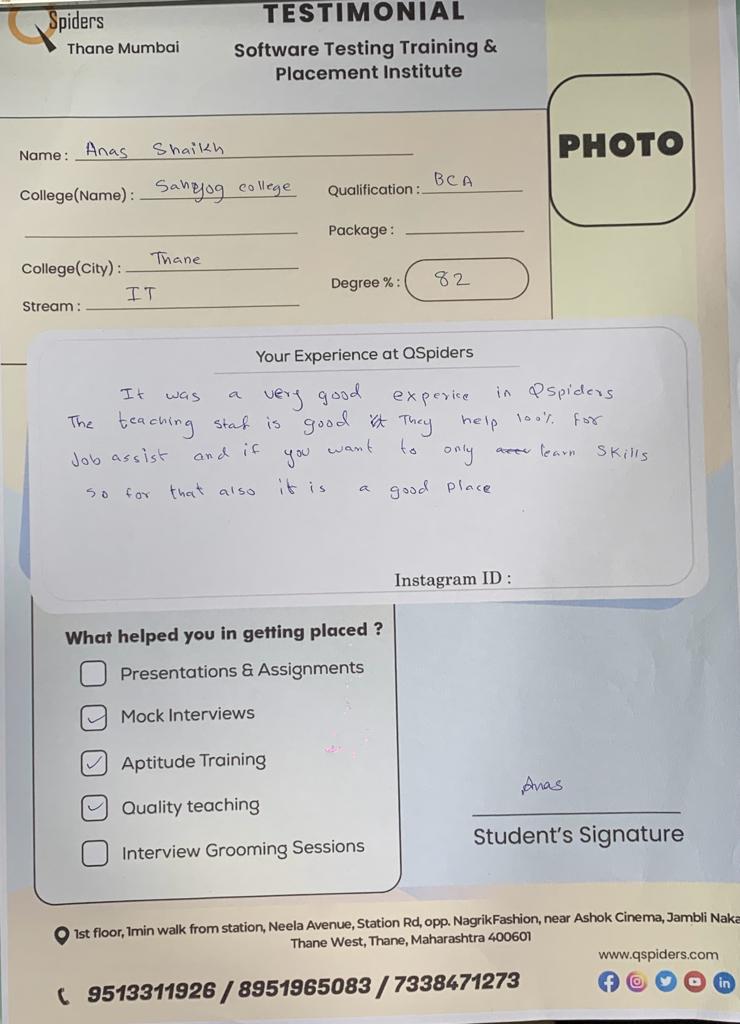 QSpiders
Thane Mumbai
TESTIMONIAL
Software Testing Training &
Placement Institute
PHOTO
Name : Anas Shaikh
College(Name) : Sahyog college
Qualification : BCA
Package :
College(City) : Thane
Degree % : 82
Stream : IT
Your Experience at QSpiders
It was a very good experice in QSpiders
The teaching staf is good They help 100% for
Job assist and if you want to only learn Skills
so for that also it is a good place
Instagram ID :
What helped you in getting placed ?
Presentations & Assignments
Mock Interviews
Aptitude Training
Quality teaching
Interview Grooming Sessions
Anas
Student's Signature
1st floor, 1min walk from station, Neela Avenue, Station Rd, opp. NagrikFashion, near Ashok Cinema, Jambli Naka
Thane West, Thane, Maharashtra 400601
www.qspiders.com
9513311926 / 8951965083 / 7338471273